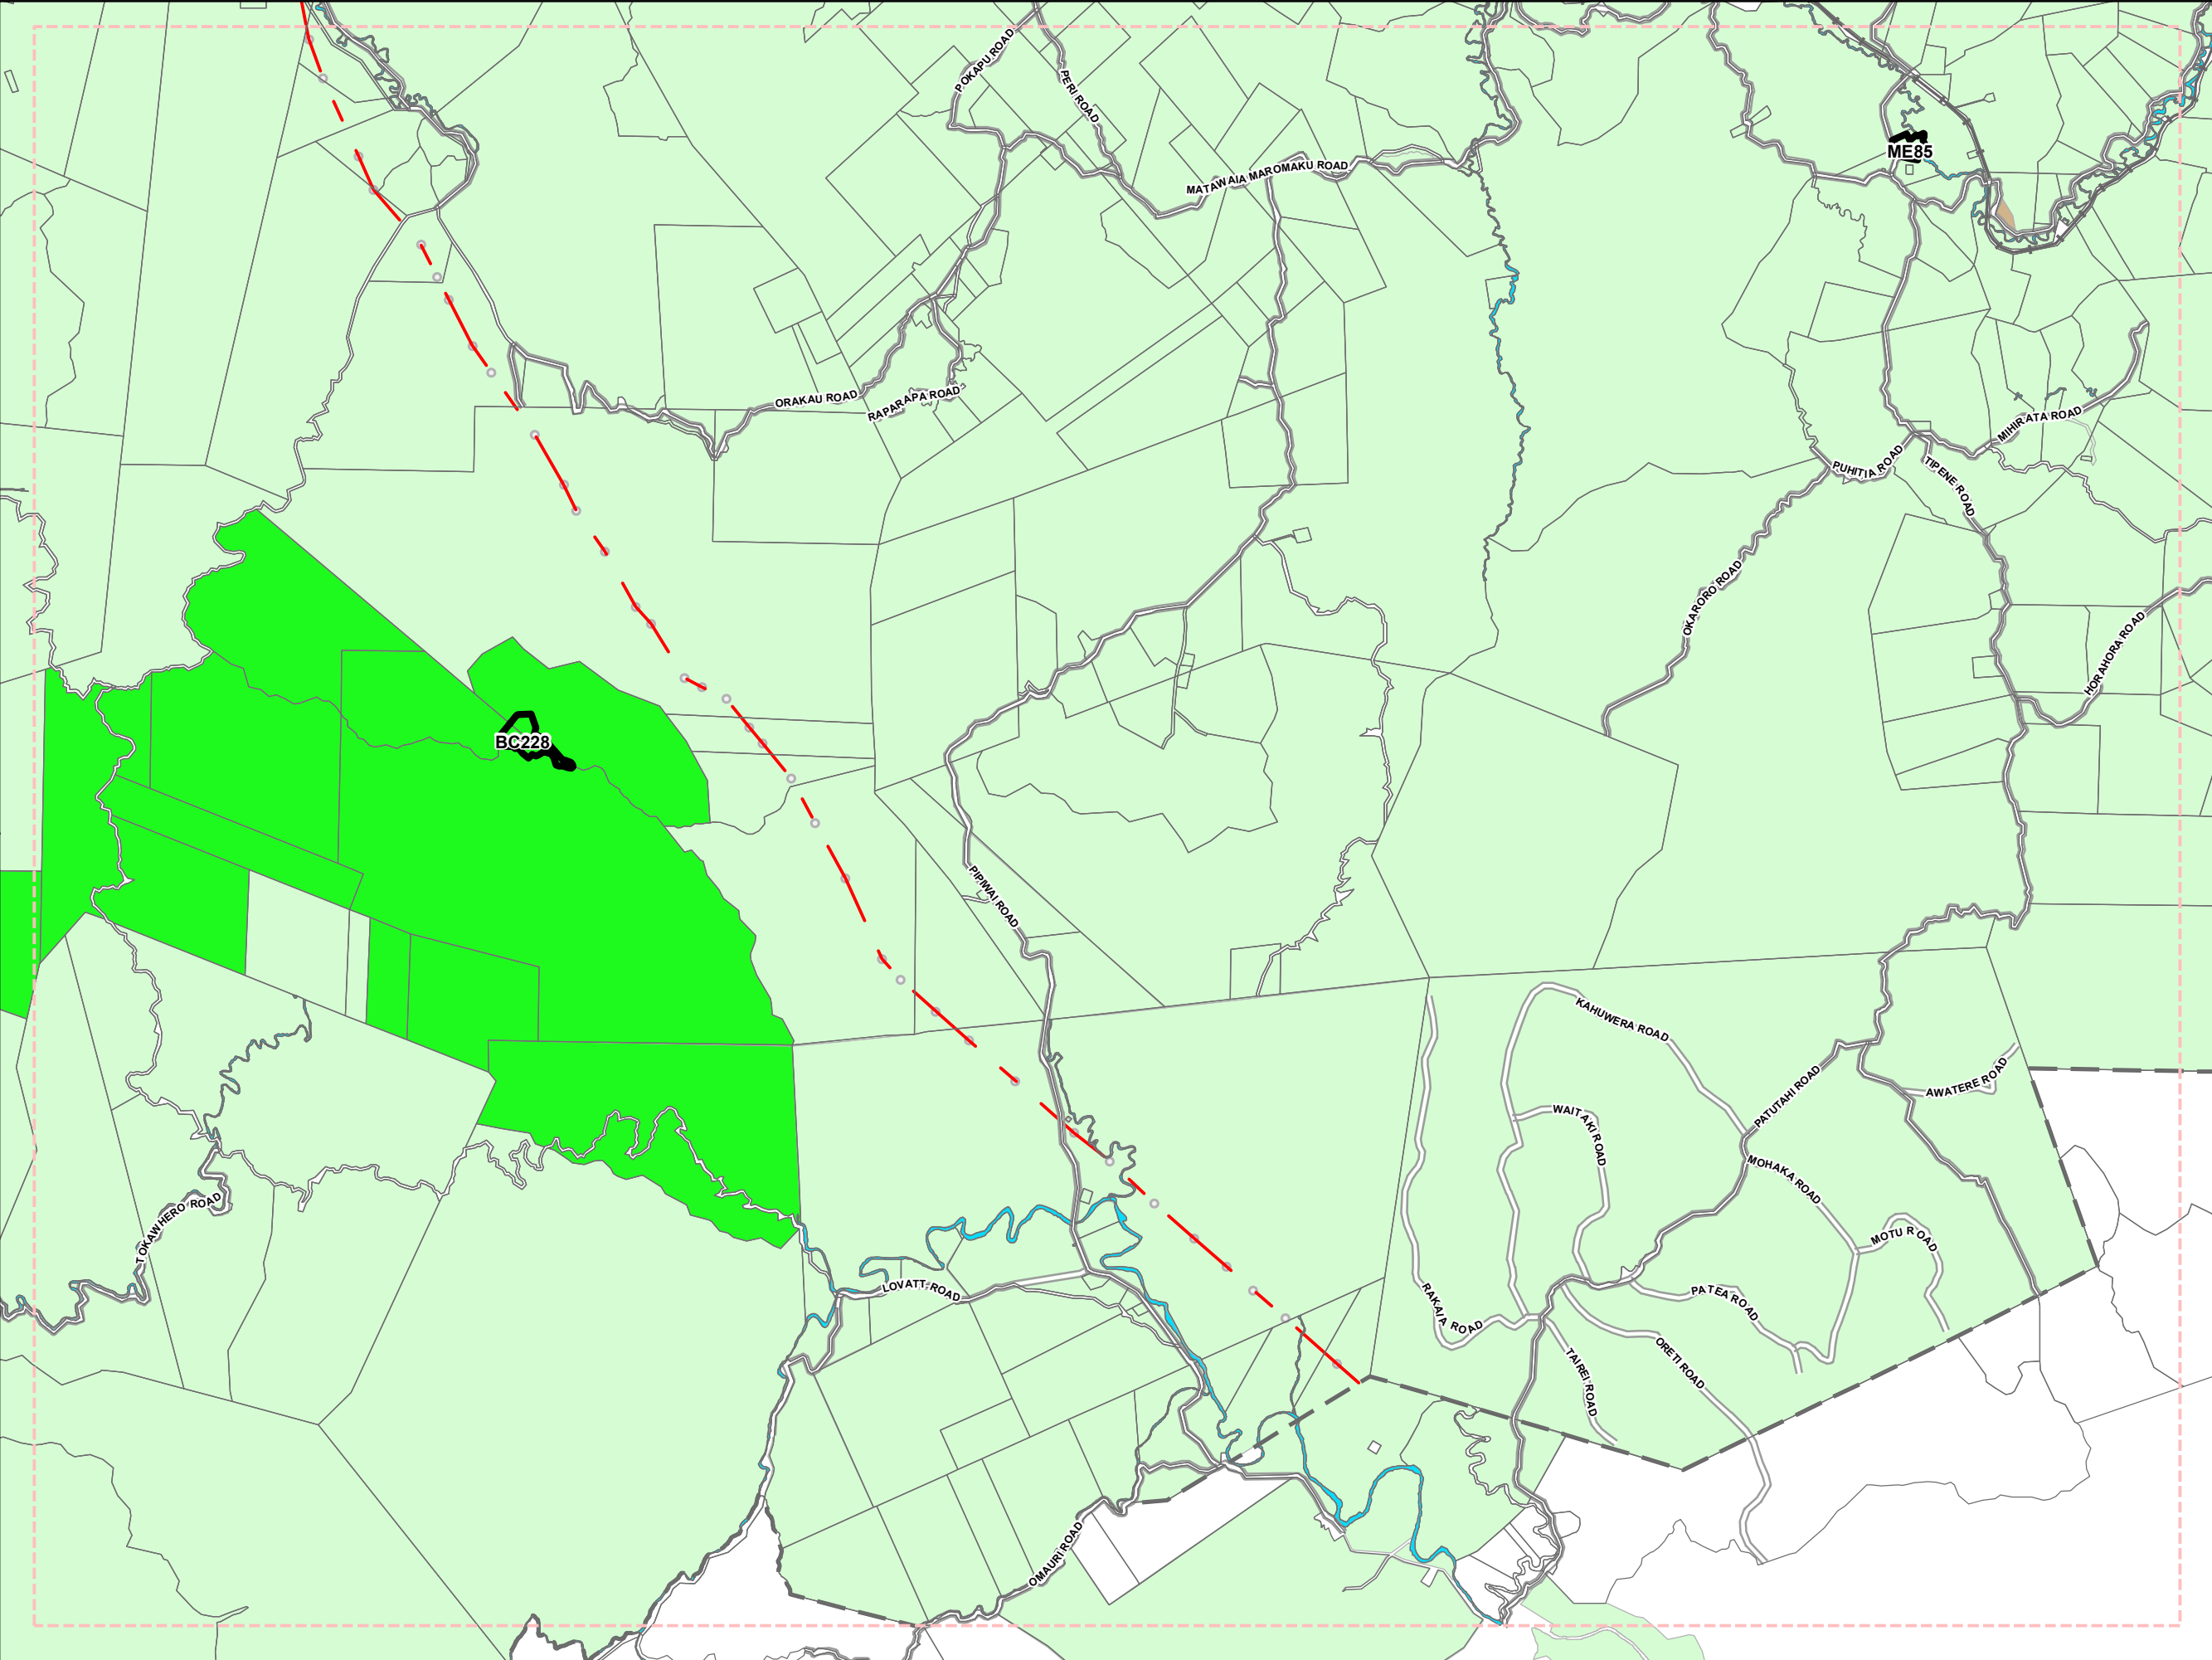 POKAPU ROAD
PERI ROAD
MATAWAIA MAROMAKU ROAD
ME85
ORAKAU ROAD
RAPARAPA ROAD
MIHIRATA ROAD
PUHITIA ROAD
TIPENE ROAD
OKARORO ROAD
HORAHORA ROAD
BC228
PIPIWAI ROAD
KAHUWERA ROAD
PATUTAHI ROAD
AWATERE ROAD
WAITAKI ROAD
MOHAKA ROAD
TOKAWHERO ROAD
MOTU ROAD
LOVATT ROAD
RAKAIA ROAD
PATEA ROAD
ORETI ROAD
TAIREI ROAD
OMAURI ROAD